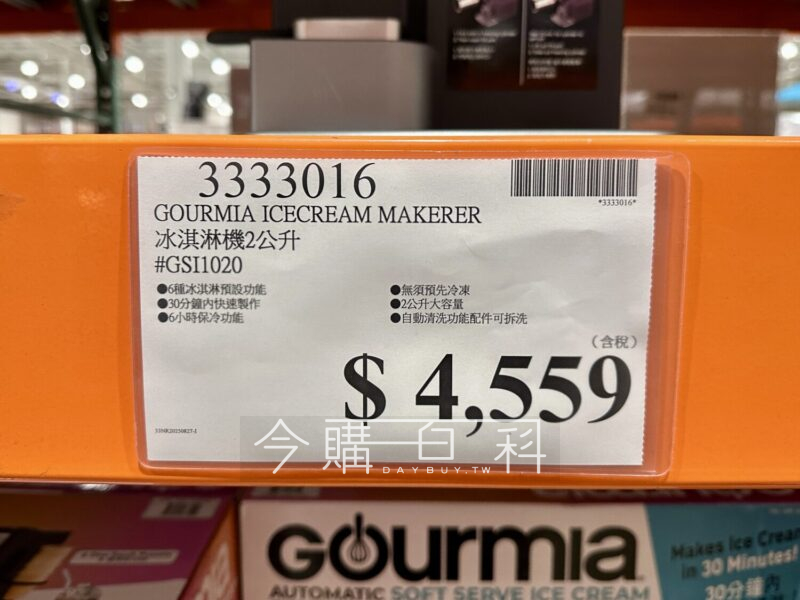 3333016
*3333016*
GOURMIA ICECREAM MAKERER
冰淇淋機2公升
#GSI1020
●6種冰淇淋預設功能
●無須預先冷凍
●30分鐘內快速製作
●2公升大容量
●6小時保冷功能
●自動清洗功能配件可拆洗
(含稅)
$ 4,559
今購百科
DAYBUY.TW
GOurmia
AUTOMATIC SOFT SERVE ICE CREAM
Makes Ice Cream
in 30 Minutes!
30分鐘內